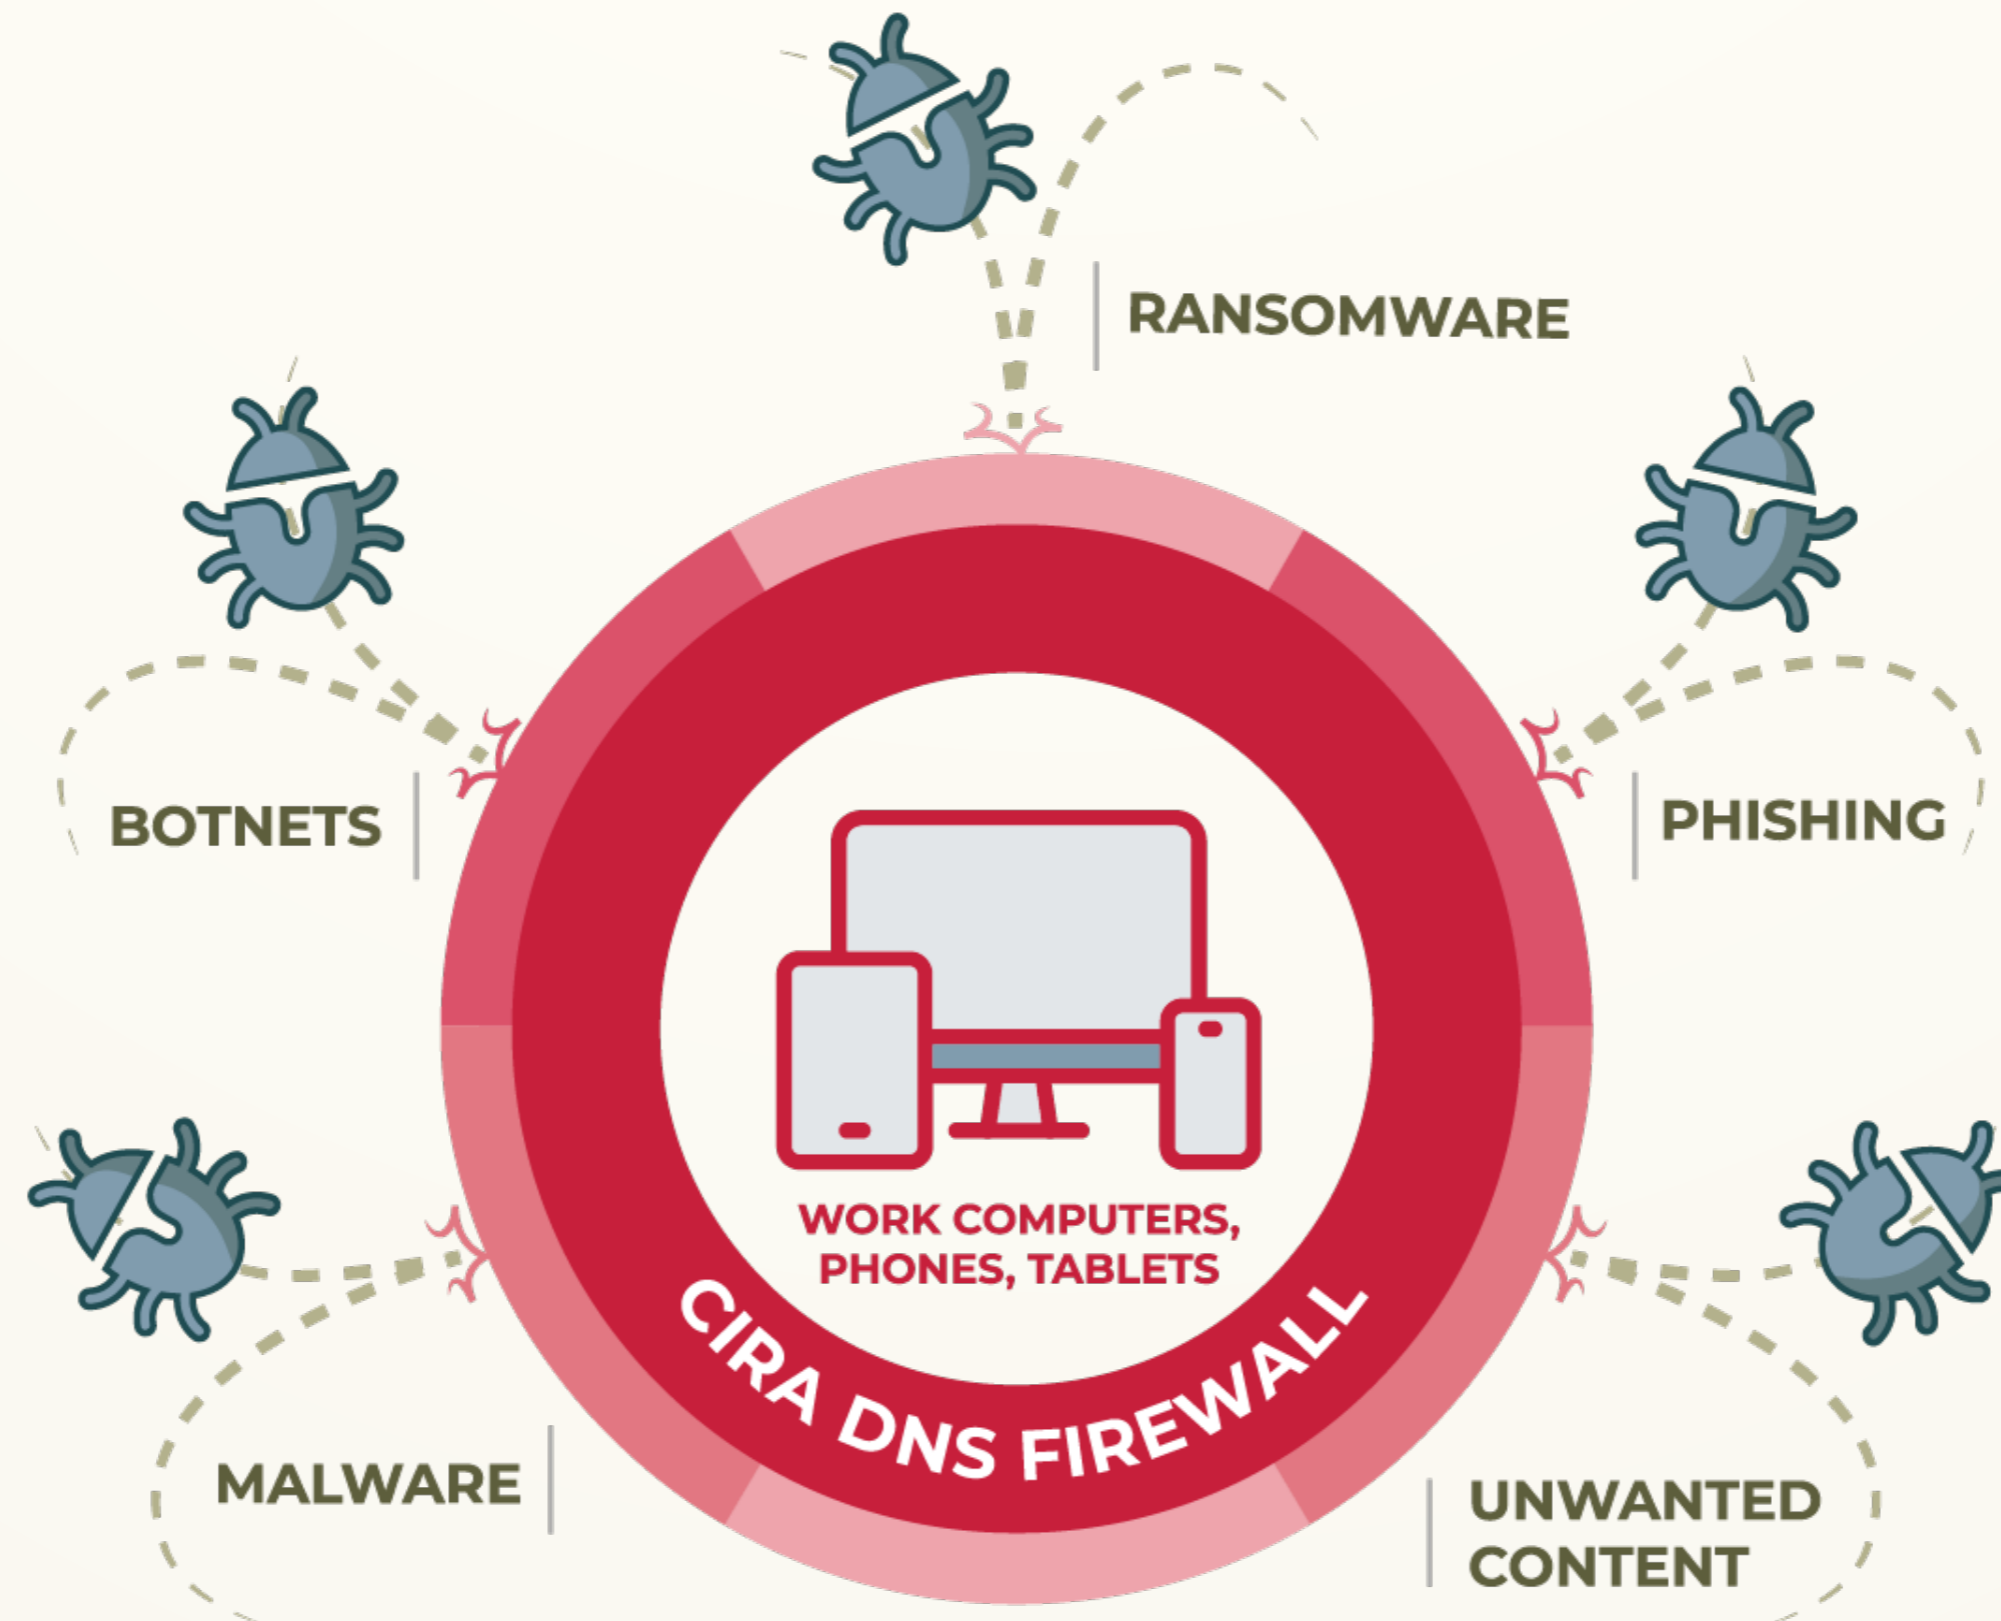 RANSOMWARE
BOTNETS
PHISHING
WORK COMPUTERS,
PHONES, TABLETS
CIRA DNS FIREWALL
MALWARE
UNWANTED
CONTENT